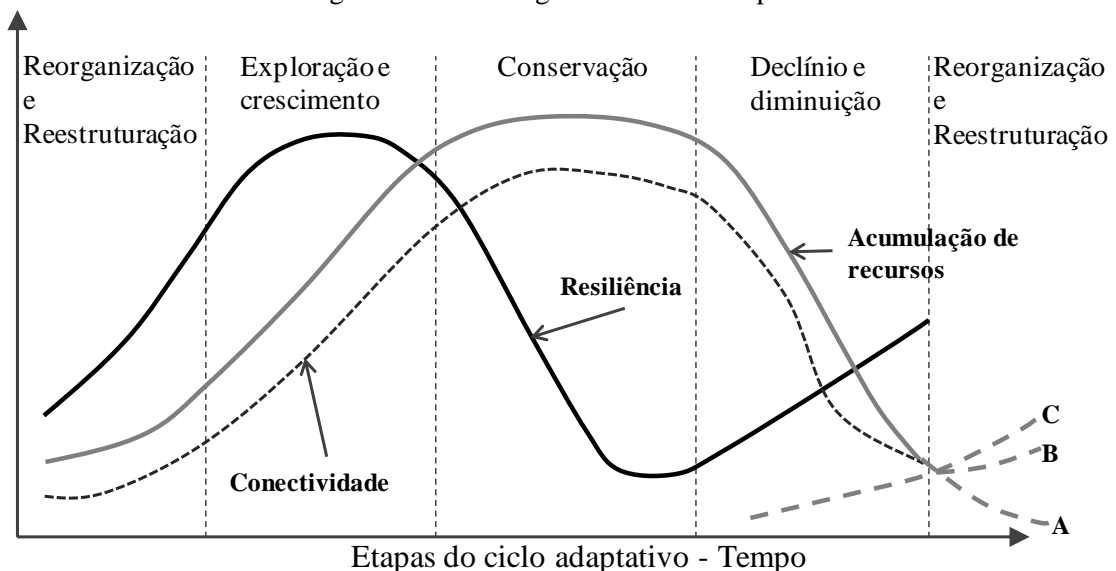 Reorganização
e
Reestruturação
Exploração e
crescimento
Conservação
Declínio e
diminuição
Reorganização
e
Reestruturação
Acumulação de
recursos
Resiliência
Conectividade
C
B
A
Etapas do ciclo adaptativo - Tempo